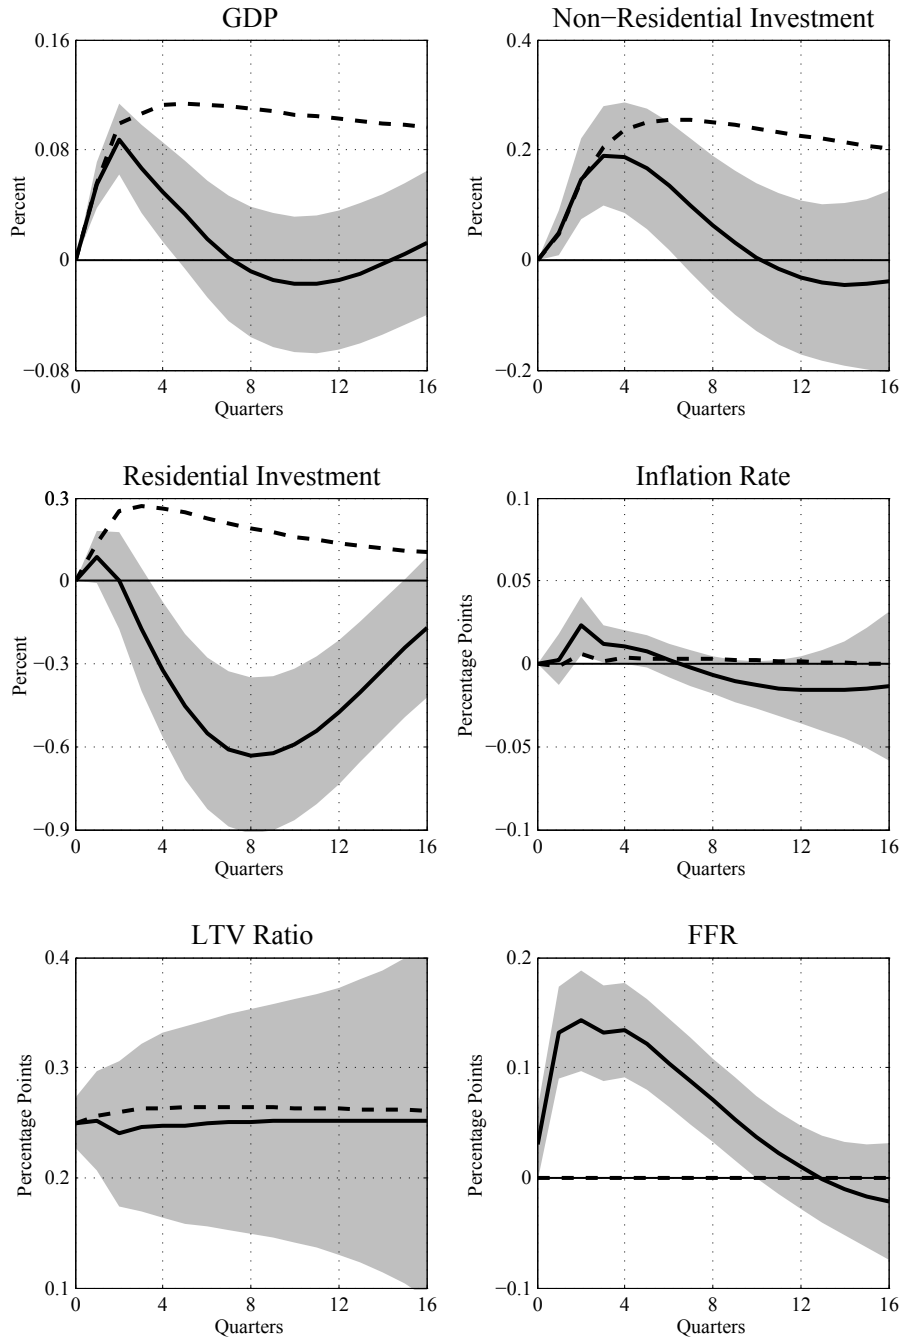 GDP
0.16
0.08
0
−0.08
Percent
0 4 8 12 16
Quarters
Non−Residential Investment
0.4
0.2
0
−0.2
Percent
0 4 8 12 16
Quarters
Residential Investment
0.3
0
−0.3
−0.6
−0.9
Percent
0 4 8 12 16
Quarters
Inflation Rate
0.1
0.05
0
−0.05
−0.1
Percentage Points
0 4 8 12 16
Quarters
LTV Ratio
0.4
0.3
0.2
0.1
Percentage Points
0 4 8 12 16
Quarters
FFR
0.2
0.1
0
−0.1
Percentage Points
0 4 8 12 16
Quarters